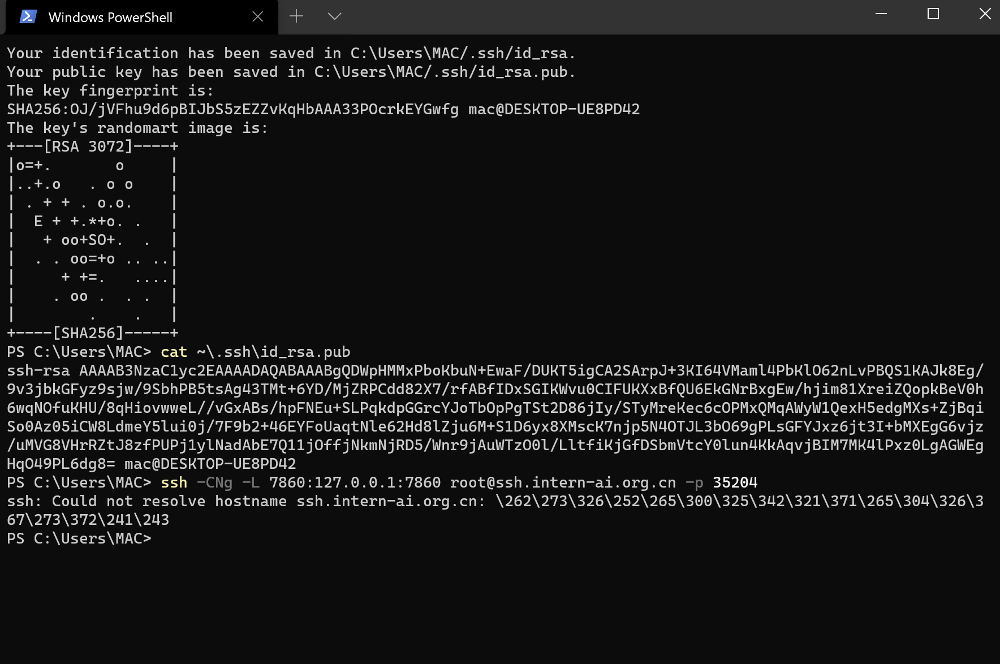 Windows PowerShell
Your identification has been saved in C:\Users\MAC/.ssh/id_rsa.
Your public key has been saved in C:\Users\MAC/.ssh/id_rsa.pub.
The key fingerprint is:
SHA256:OJ/jVFhu9d6pBIJbS5zEZZvKqHbAAA33POcrkEYGwfg mac@DESKTOP-UE8PD42
The key's randomart image is:
+---[RSA 3072]----+
|o=+.       o     |
|..+.o   . o o    |
| . + + . o.o.    |
|  E + +.*+o. .   |
|   + oo+SO+.  .  |
|  . . oo=+o .. ..|
|     + +=.   ....|
|    . oo .  . .  |
|        .    .   |
+----[SHA256]-----+
PS C:\Users\MAC> cat ~\.ssh\id_rsa.pub
ssh-rsa AAAAB3NzaC1yc2EAAAADAQABAAABgQDWpHMMxPboKbuN+EwaF/DUKT5igCA2SArpJ+3KI64VMaml4PbKlO62nLvPBQS1KAJk8Eg/
9v3jbkGFyz9sjw/9SbhPB5tsAg43TMt+6YD/MjZRPCdd82X7/rfABfIDxSGIKWvu0CIFUKXxBfQU6EkGNrBxgEw/hjim81XreiZQopkBeV0h
6wqNOfuKHU/8qHiovwweL//vGxABs/hpFNEu+SLPqkdpGGrcYJoTbOpPgTSt2D86jIy/STyMreKec6cOPMxQMqAWyW1QexH5edgMXs+ZjBqi
So0Az05iCW8LdmeY5lui0j/7F9b2+46EYFoUaqtNle62Hd8lZju6M+S1D6yx8XMscK7njp5N4OTJL3bO69gPLsGFYJxz6jt3I+bMXEgG6vjz
/uMVG8VHrRZtJ8zfPUPj1ylNadAbE7Q11jOffjNkmNjRD5/Wnr9jAuWTzO0l/LltfiKjGfDSbmVtcY0lun4KkAqvjBIM7MK4lPxz0LgAGWEg
HqO49PL6dg8= mac@DESKTOP-UE8PD42
PS C:\Users\MAC> ssh -CNg -L 7860:127.0.0.1:7860 root@ssh.intern-ai.org.cn -p 35204
ssh: Could not resolve hostname ssh.intern-ai.org.cn: \262\273\326\252\265\300\325\342\321\371\265\304\326\3
67\273\372\241\243
PS C:\Users\MAC>